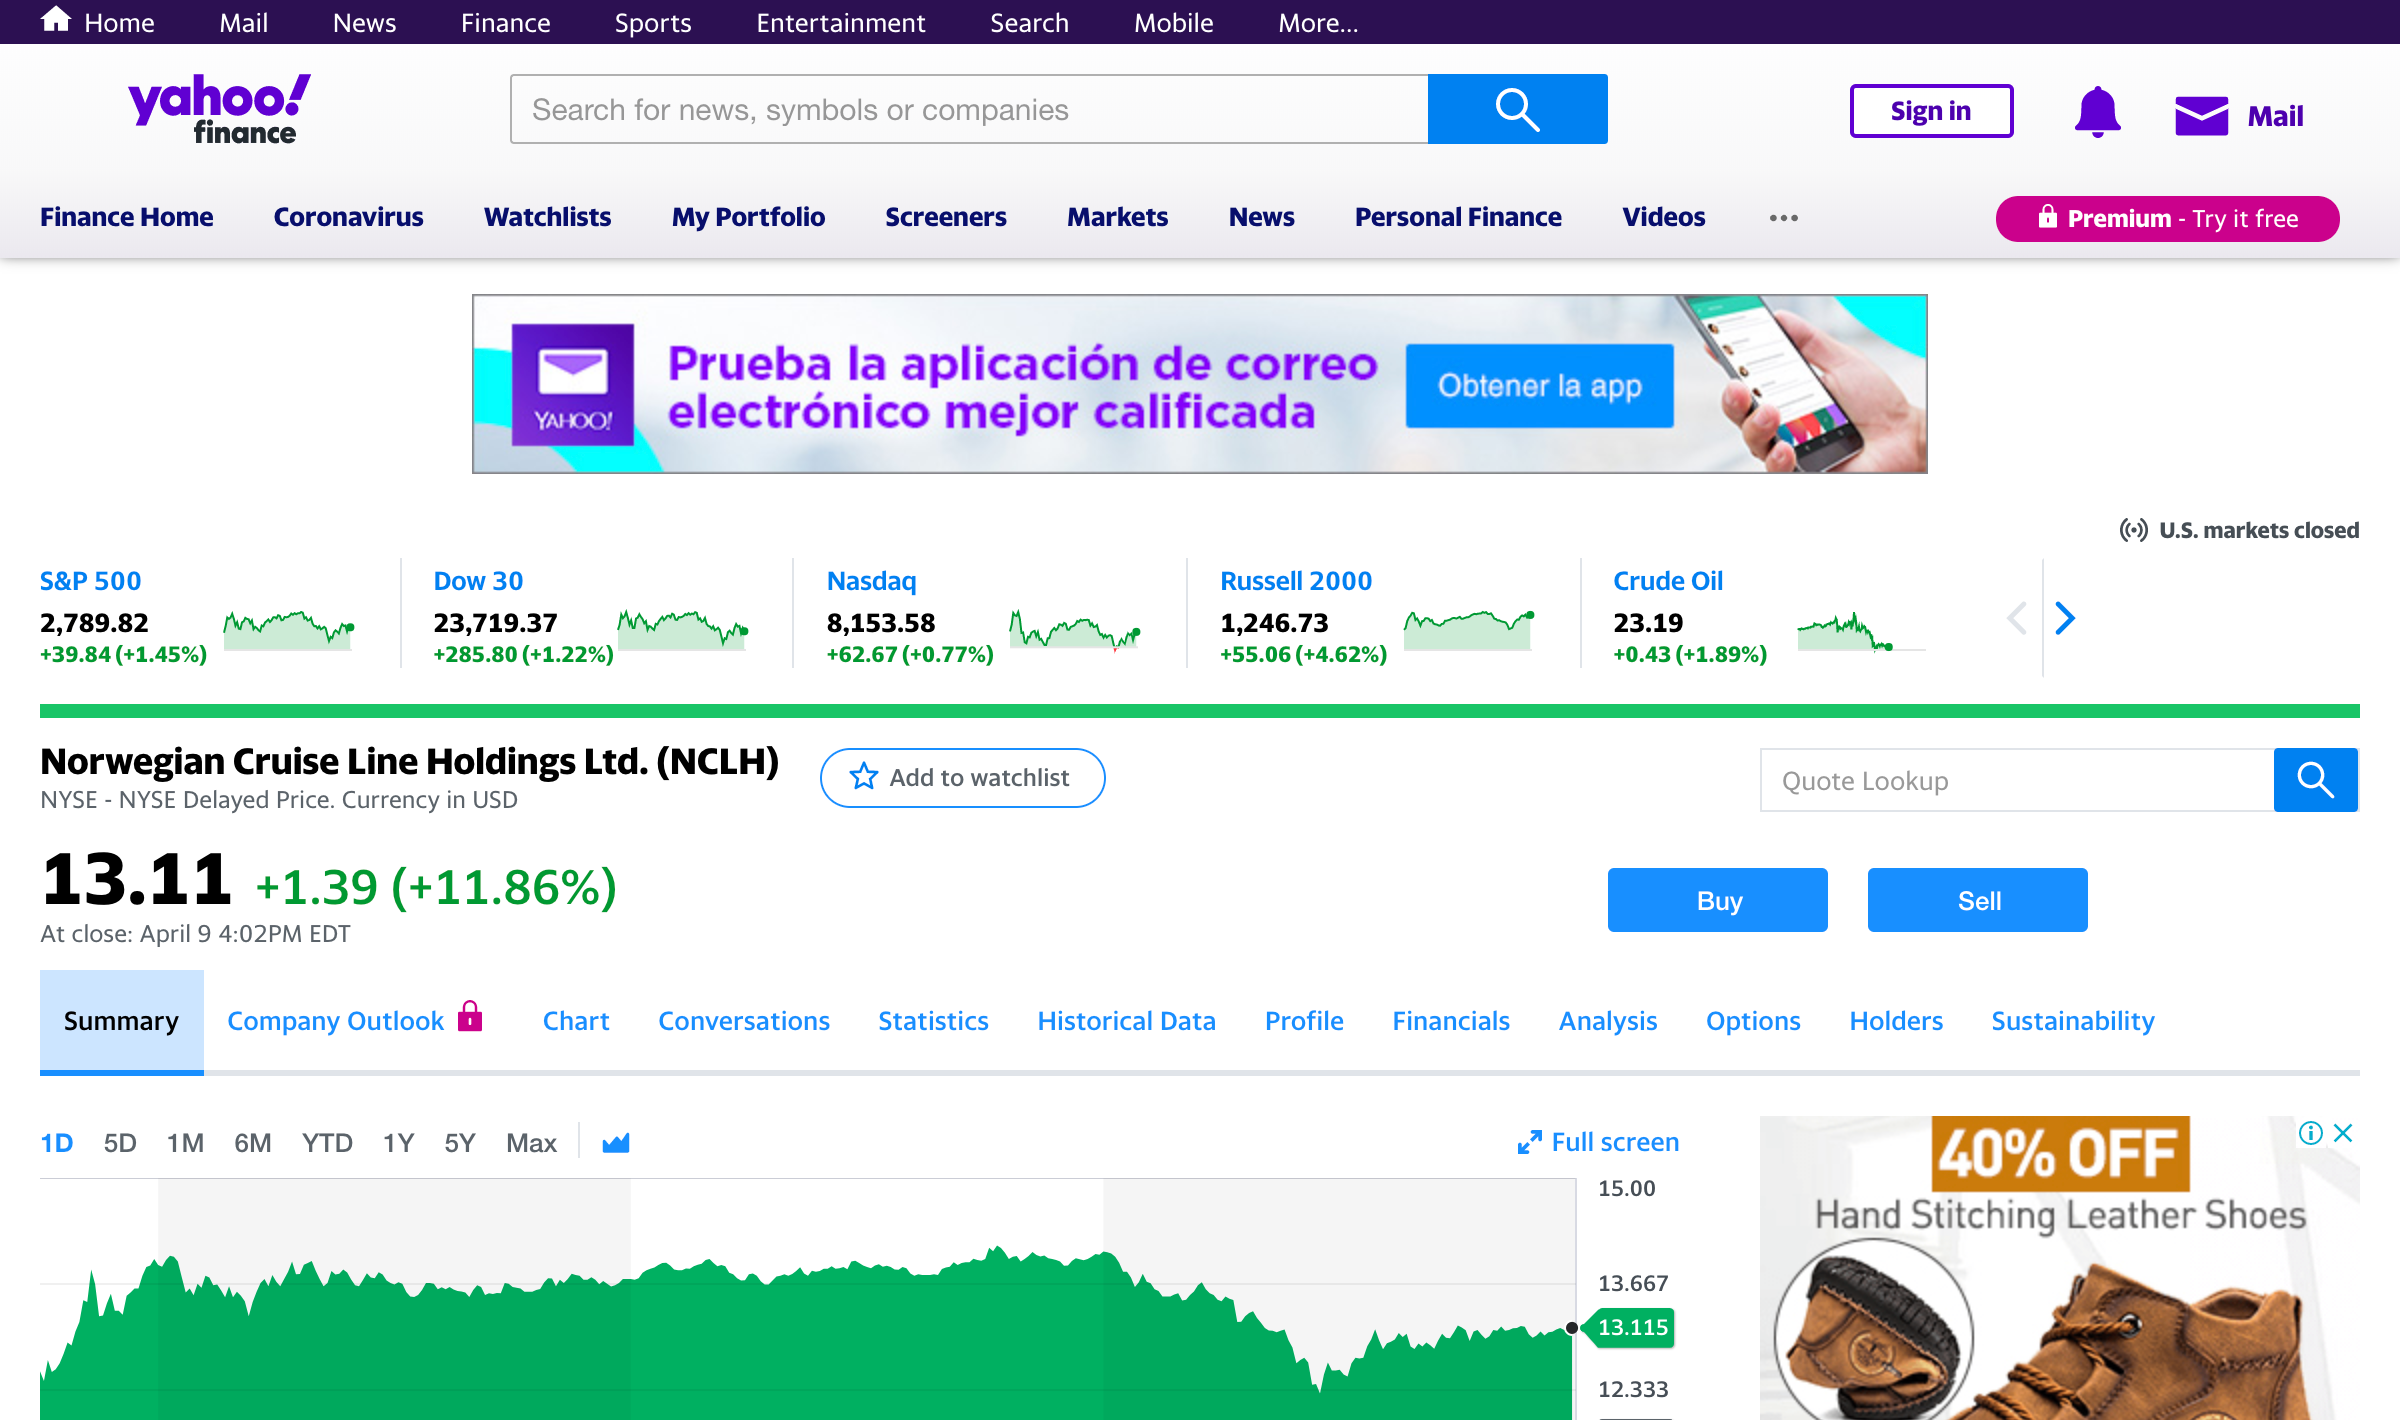 Home Mail News Finance Sports Entertainment Search Mobile More...
yahoo! finance
Search for news, symbols or companies
Sign in
Mail
Finance Home Coronavirus Watchlists My Portfolio Screeners Markets News Personal Finance Videos ••• Premium - Try it free
YAHOO!
Prueba la aplicación de correo
electrónico mejor calificada
Obtener la app
U.S. markets closed
S&P 500
2,789.82
+39.84 (+1.45%)
Dow 30
23,719.37
+285.80 (+1.22%)
Nasdaq
8,153.58
+62.67 (+0.77%)
Russell 2000
1,246.73
+55.06 (+4.62%)
Crude Oil
23.19
+0.43 (+1.89%)
Norwegian Cruise Line Holdings Ltd. (NCLH)
NYSE - NYSE Delayed Price. Currency in USD
Add to watchlist
Quote Lookup
13.11 +1.39 (+11.86%)
At close: April 9 4:02PM EDT
Buy
Sell
Summary Company Outlook Chart Conversations Statistics Historical Data Profile Financials Analysis Options Holders Sustainability
1D 5D 1M 6M YTD 1Y 5Y Max
Full screen
15.00
13.667
13.115
12.333
40% OFF
Hand Stitching Leather Shoes